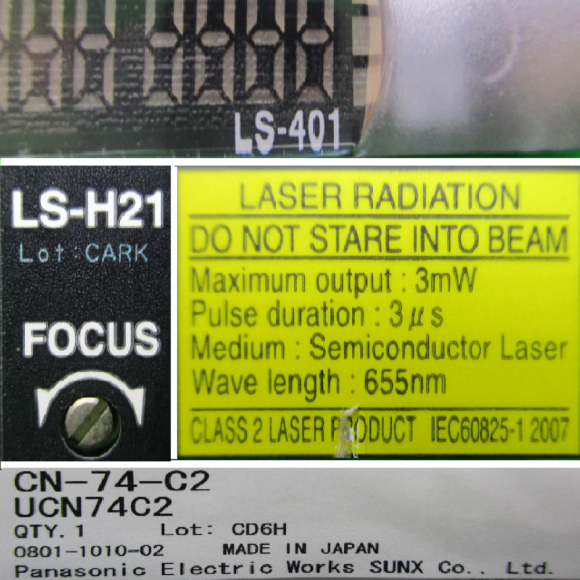 LS-401
LS-H21
Lot:CARK
FOCUS
LASER RADIATION
DO NOT STARE INTO BEAM
Maximum output : 3mW
Pulse duration : 3μs
Medium : Semiconductor Laser
Wave length : 655nm
CLASS 2 LASER PRODUCT IEC60825-1 2007
CN-74-C2
UCN74C2
QTY. 1 Lot: CD6H
0801-1010-02 MADE IN JAPAN
Panasonic Electric Works SUNX Co., Ltd.